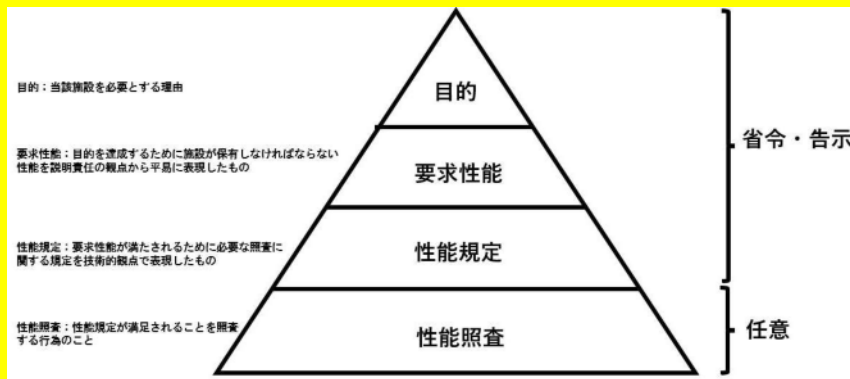 目的：当該施設を必要とする理由
目的
要求性能：目的を達成するために施設が保有しなければならない
性能を説明責任の観点から平易に表現したもの
要求性能
省令・告示
性能規定：要求性能が満たされるために必要な照査に
関する規定を技術的観点で表現したもの
性能規定
性能照査：性能規定が満足されることを照査
する行為のこと
性能照査
任意